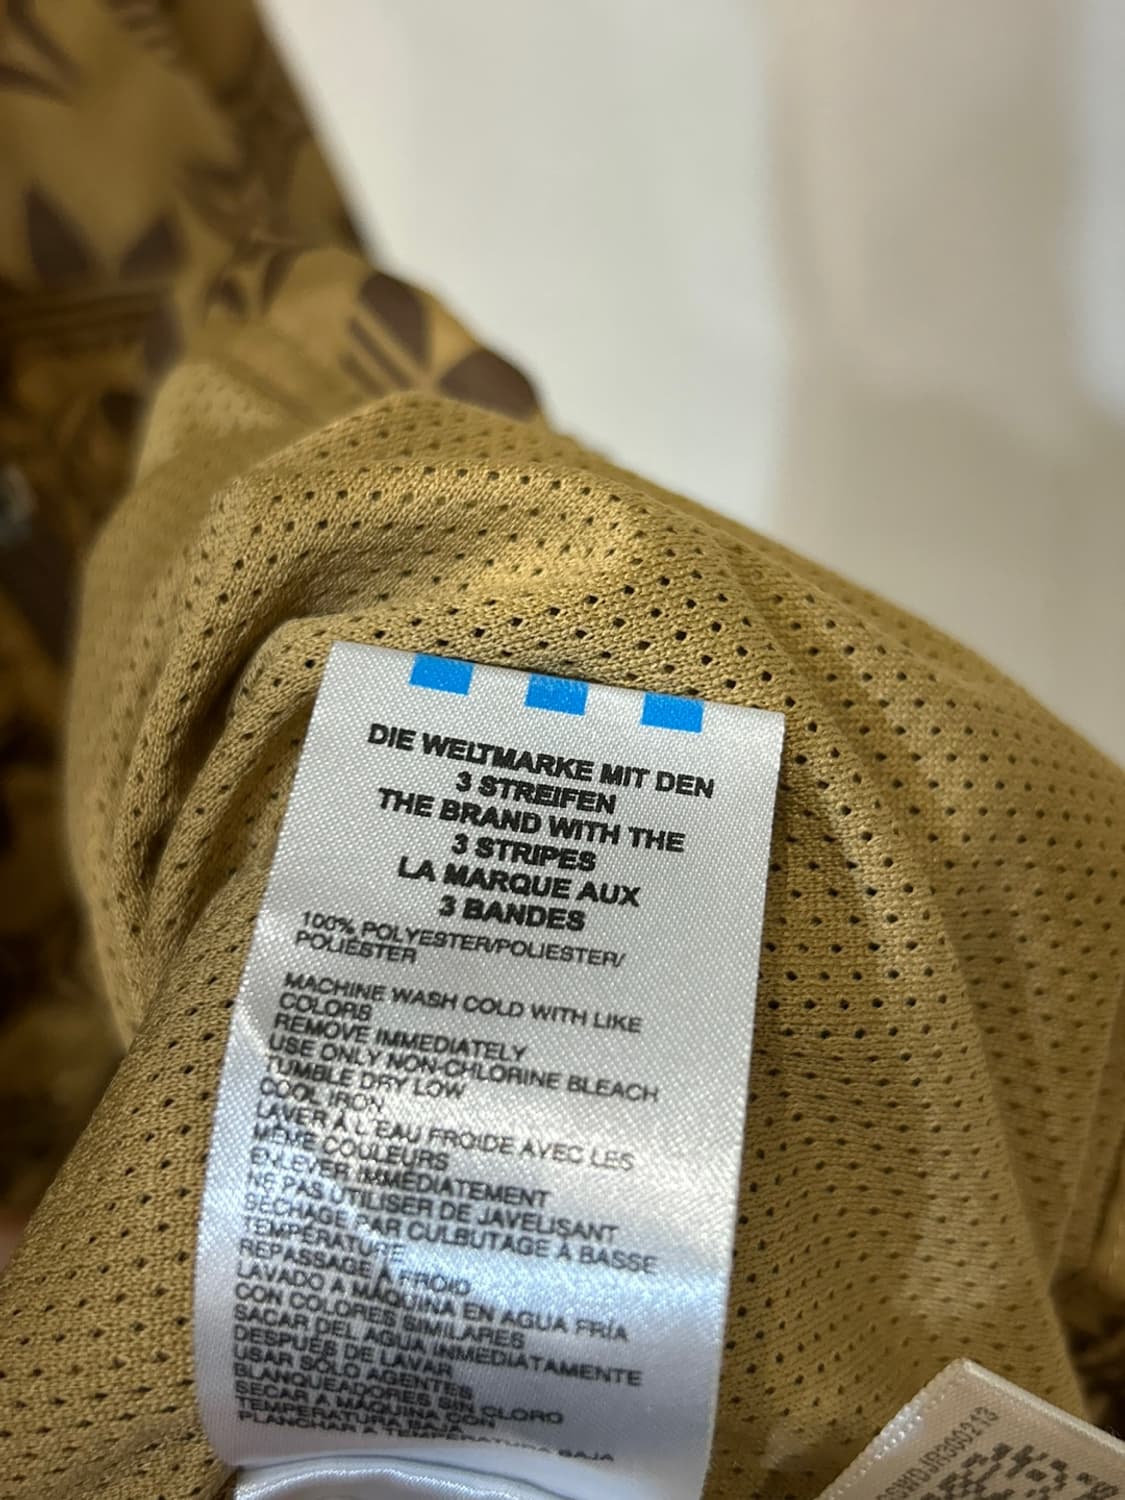 DIE WELTMARKE MIT DEN
3 STREIFEN
THE BRAND WITH THE
3 STRIPES
LA MARQUE AUX
3 BANDES
100% POLYESTER/POLIESTER/
POLIÉSTER
MACHINE WASH COLD WITH LIKE
COLORS
REMOVE IMMEDIATELY
USE ONLY NON-CHLORINE BLEACH
TUMBLE DRY LOW
COOL IRON
LAVER À L'EAU FROIDE AVEC LES
MÊME COULEURS
ENLEVER IMMÉDIATEMENT
NE PAS UTILISER DE JAVELISANT
SÉCHAGE PAR CULBUTAGE À BASSE
TEMPÉRATURE
REPASSAGE À FROID
LAVADO A MÁQUINA EN AGUA FRÍA
CON COLORES SIMILARES
SACAR DEL AGUA INMEDIATAMENTE
DESPUÉS DE LAVAR
USAR SÓLO AGENTES
BLANQUEADORES SIN CLORO
SECAR A MÁQUINA CON
TEMPERATURA BAJA
PLANCHAR A TEMPERATURA BAJA